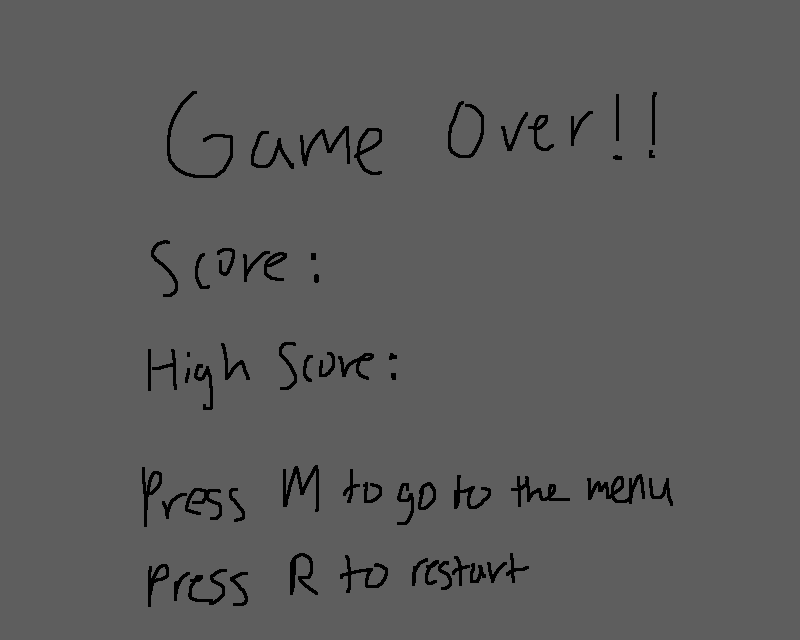 Game Over!!
Score:
High Score:
Press M to go to the menu
Press R to restart